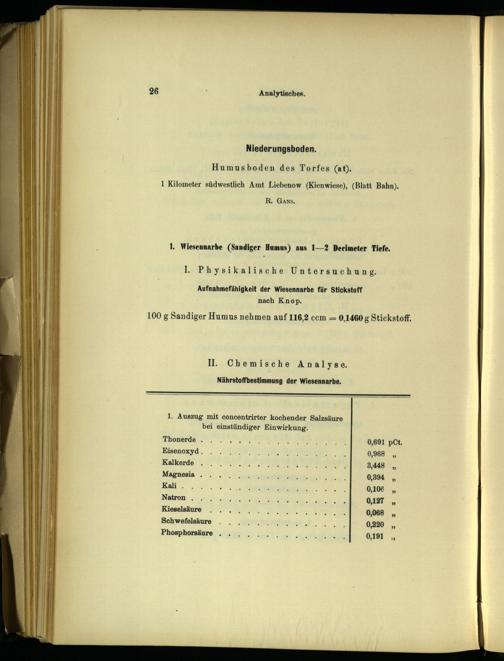 26
Analytisches.
Niederungsboden.
Humusboden des Torfes (at).
1 Kilometer südwestlich Amt Liebenow (Kienwiese), (Blatt Bahn).
R. Gans.
1. Wiesennarbe (Sandiger Humus) aus 1—2 Decimeter Tiefe.
I. Physikalische Untersuchung.
Aufnahmefähigkeit der Wiesennarbe für Stickstoff
nach Knop.
100 g Sandiger Humus nehmen auf 116,2 ccm = 0,1460 g Stickstoff.
II. Chemische Analyse.
Nährstoffbestimmung der Wiesennarbe.
1. Auszug mit concentrirter kochender Salzsäure
bei einstündiger Einwirkung.
Thonerde . . . . . . . . . . . . . . 0,691 pCt.
Eisenoxyd . . . . . . . . . . . . . . 0,968 „
Kalkerde . . . . . . . . . . . . . . 3,448 „
Magnesia . . . . . . . . . . . . . . 0,394 „
Kali . . . . . . . . . . . . . . 0,106 „
Natron . . . . . . . . . . . . . . 0,127 „
Kieselsäure . . . . . . . . . . . . . 0,068 „
Schwefelsäure . . . . . . . . . . . . 0,220 „
Phosphorsäure . . . . . . . . . . . . 0,191 „